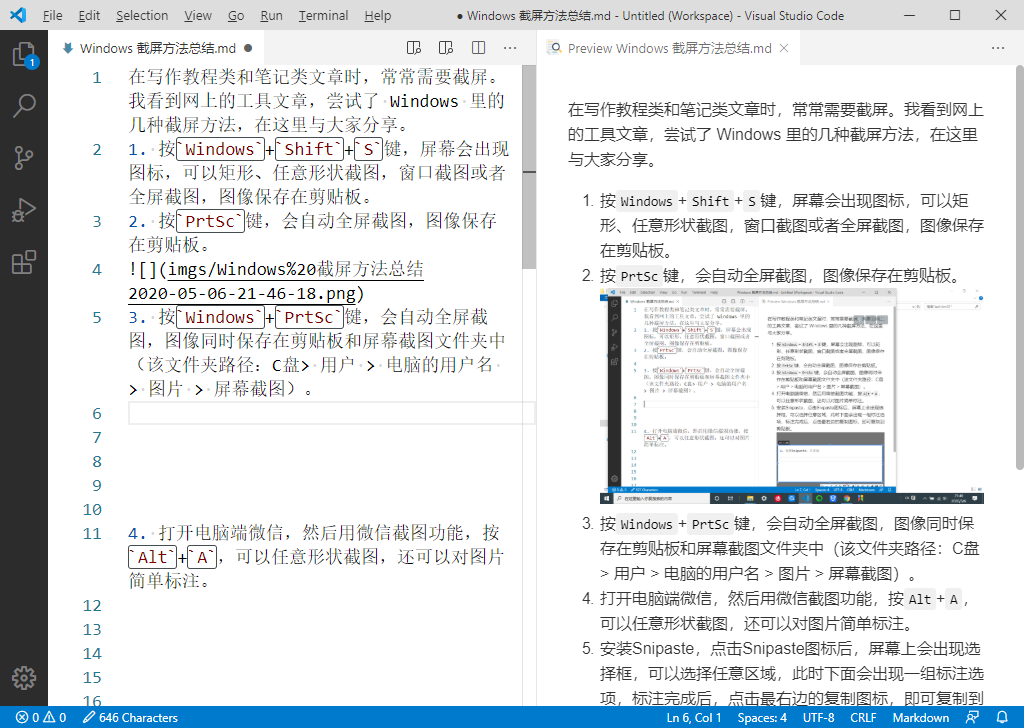 File Edit Selection View Go Run Terminal Help ● Windows 截屏方法总结.md - Untitled (Workspace) - Visual Studio Code
Windows 截屏方法总结.md ●
Preview Windows 截屏方法总结.md
1
1 在写作教程类和笔记类文章时，常常需要截屏。
我看到网上的工具文章，尝试了 Windows 里的
几种截屏方法，在这里与大家分享。
2 1. 按`Windows`+`Shift`+`S`键，屏幕会出现
图标，可以矩形、任意形状截图，窗口截图或者
全屏截图，图像保存在剪贴板。
3 2. 按`PrtSc`键，会自动全屏截图，图像保存
在剪贴板。
4 ![](imgs/Windows%20截屏方法总结
2020-05-06-21-46-18.png)
5 3. 按`Windows`+`PrtSc`键，会自动全屏截
图，图像同时保存在剪贴板和屏幕截图文件夹中
（该文件夹路径：C盘> 用户 > 电脑的用户名
> 图片 > 屏幕截图）。
6
7
8
9
10
11 4. 打开电脑端微信，然后用微信截图功能，按
`Alt`+`A`，可以任意形状截图，还可以对图片
简单标注。
12
13
14
15
16
在写作教程类和笔记类文章时，常常需要截屏。我看到网上
的工具文章，尝试了 Windows 里的几种截屏方法，在这里
与大家分享。
1. 按 Windows + Shift + S 键，屏幕会出现图标，可以矩
形、任意形状截图，窗口截图或者全屏截图，图像保存
在剪贴板。
2. 按 PrtSc 键，会自动全屏截图，图像保存在剪贴板。
3. 按 Windows + PrtSc 键，会自动全屏截图，图像同时保
存在剪贴板和屏幕截图文件夹中（该文件夹路径：C盘
> 用户 > 电脑的用户名 > 图片 > 屏幕截图）。
4. 打开电脑端微信，然后用微信截图功能，按 Alt + A ，
可以任意形状截图，还可以对图片简单标注。
5. 安装Snipaste，点击Snipaste图标后，屏幕上会出现选
择框，可以选择任意区域，此时下面会出现一组标注选
项，标注完成后，点击最右边的复制图标，即可复制到
0 0 646 Characters Ln 6, Col 1 Spaces: 4 UTF-8 CRLF Markdown